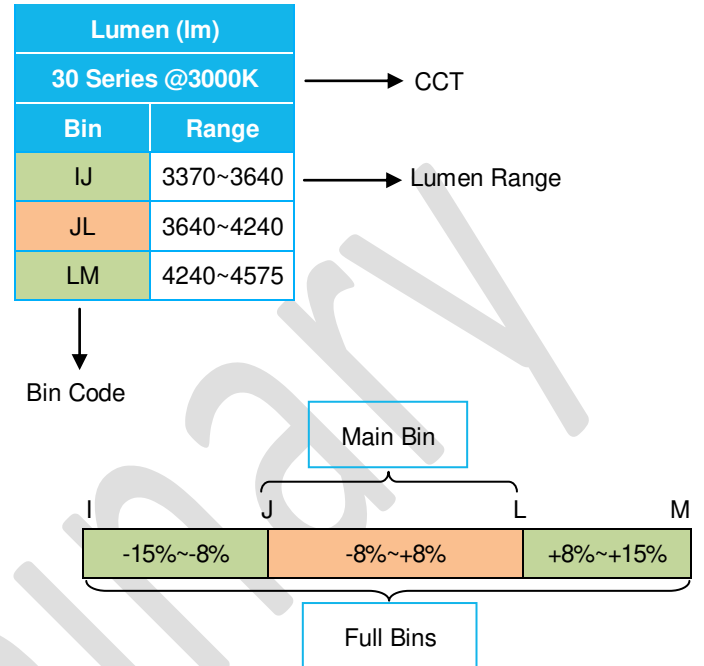 Lumen (lm)
30 Series @3000K
CCT
Bin Range
IJ 3370~3640
Lumen Range
JL 3640~4240
LM 4240~4575
Bin Code
Main Bin
I J L M
-15%~-8% -8%~+8% +8%~+15%
Full Bins